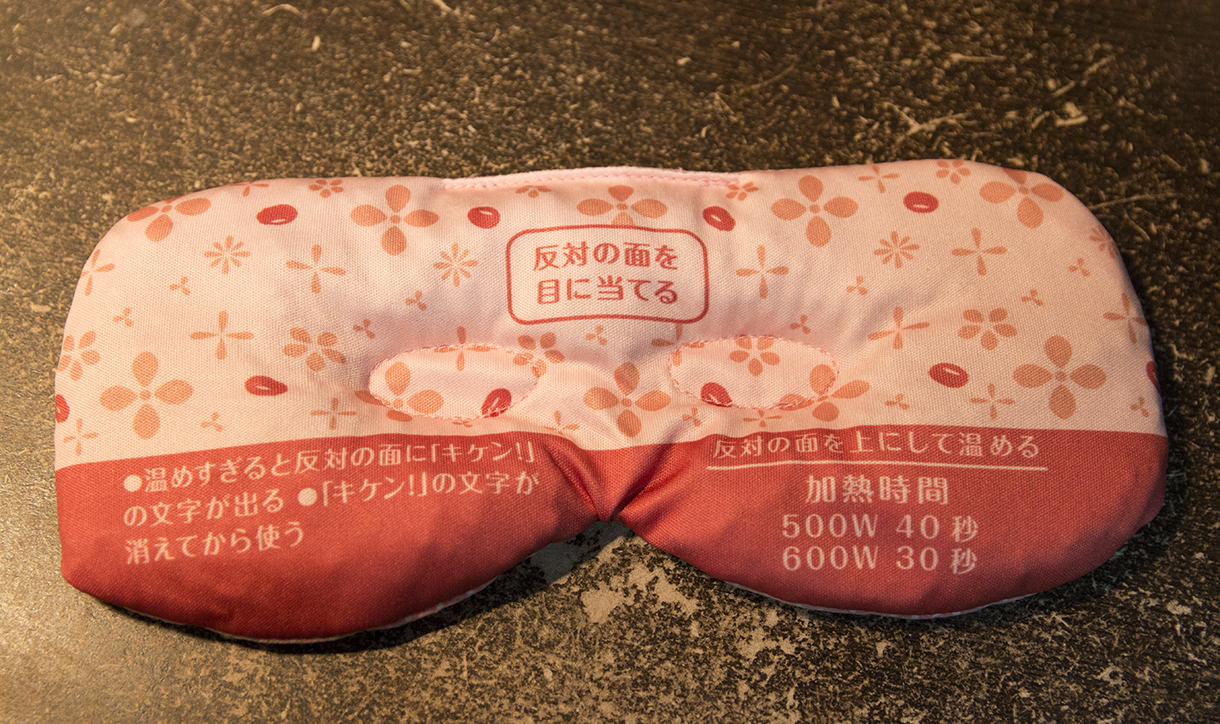 反対の面を
目に当てる
●温めすぎると反対の面に「キケン!」
の文字が出る ●「キケン!」の文字が
消えてから使う
反対の面を上にして温める
加熱時間
500W 40秒
600W 30秒